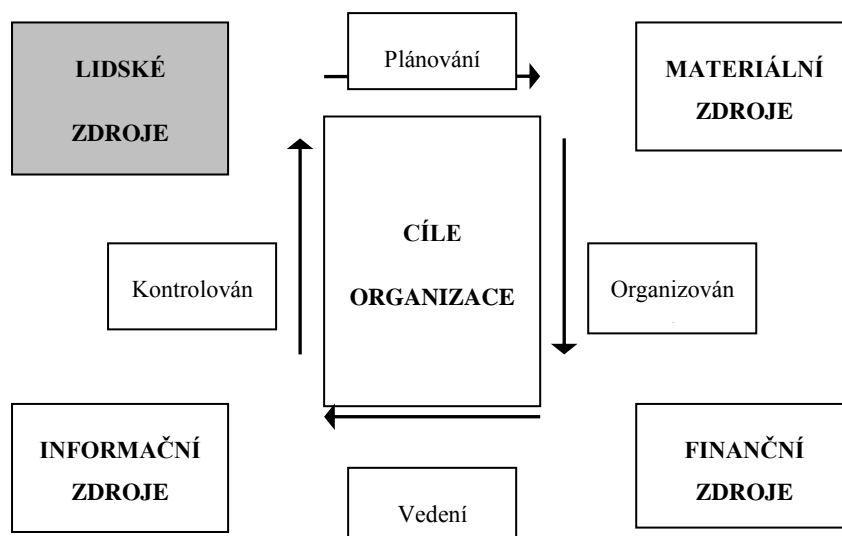 LIDSKÉ
ZDROJE
Plánování
MATERIÁLNÍ
ZDROJE
Kontrolován
CÍLE
ORGANIZACE
Organizován
INFORMAČNÍ
ZDROJE
Vedení
FINANČNÍ
ZDROJE